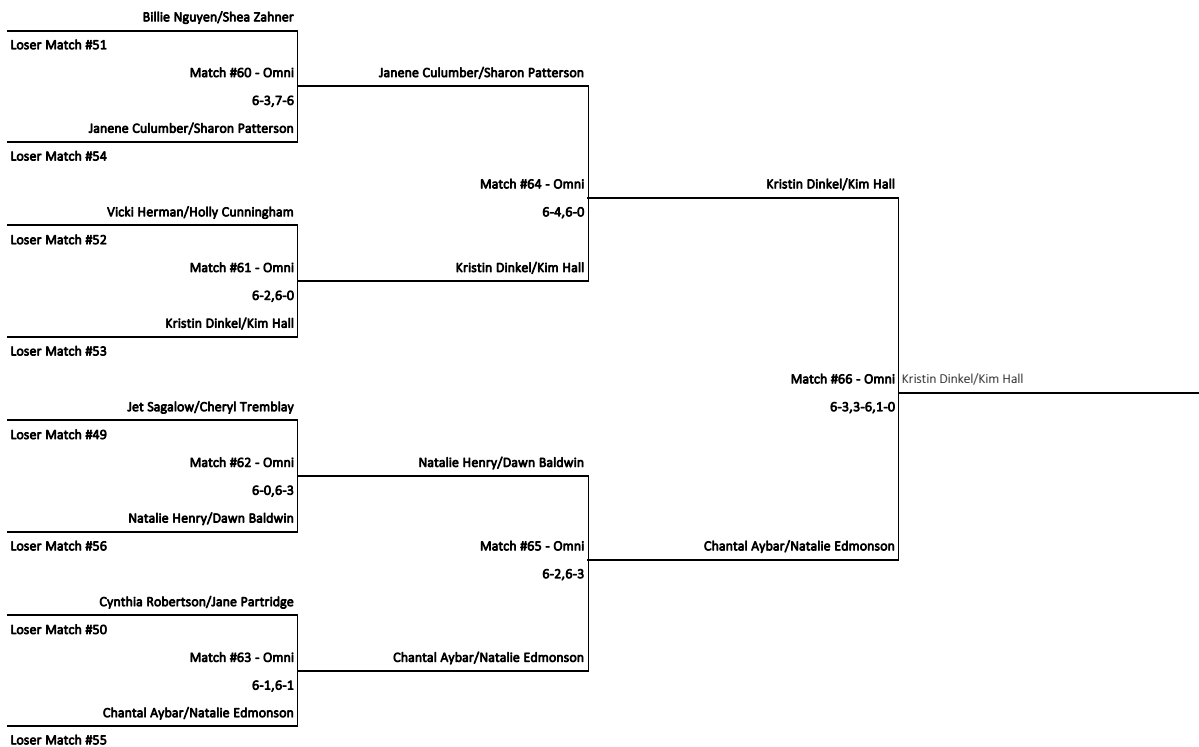 Billie Nguyen/Shea Zahner
Loser Match #51
Match #60 - Omni
Janene Culumber/Sharon Patterson
6-3,7-6
Janene Culumber/Sharon Patterson
Loser Match #54
Match #64 - Omni
Kristin Dinkel/Kim Hall
Vicki Herman/Holly Cunningham
6-4,6-0
Loser Match #52
Match #61 - Omni
Kristin Dinkel/Kim Hall
6-2,6-0
Kristin Dinkel/Kim Hall
Loser Match #53
Match #66 - Omni
Kristin Dinkel/Kim Hall
Jet Sagalow/Cheryl Tremblay
6-3,3-6,1-0
Loser Match #49
Match #62 - Omni
Natalie Henry/Dawn Baldwin
6-0,6-3
Natalie Henry/Dawn Baldwin
Loser Match #56
Match #65 - Omni
Chantal Aybar/Natalie Edmonson
6-2,6-3
Cynthia Robertson/Jane Partridge
Loser Match #50
Match #63 - Omni
Chantal Aybar/Natalie Edmonson
6-1,6-1
Chantal Aybar/Natalie Edmonson
Loser Match #55